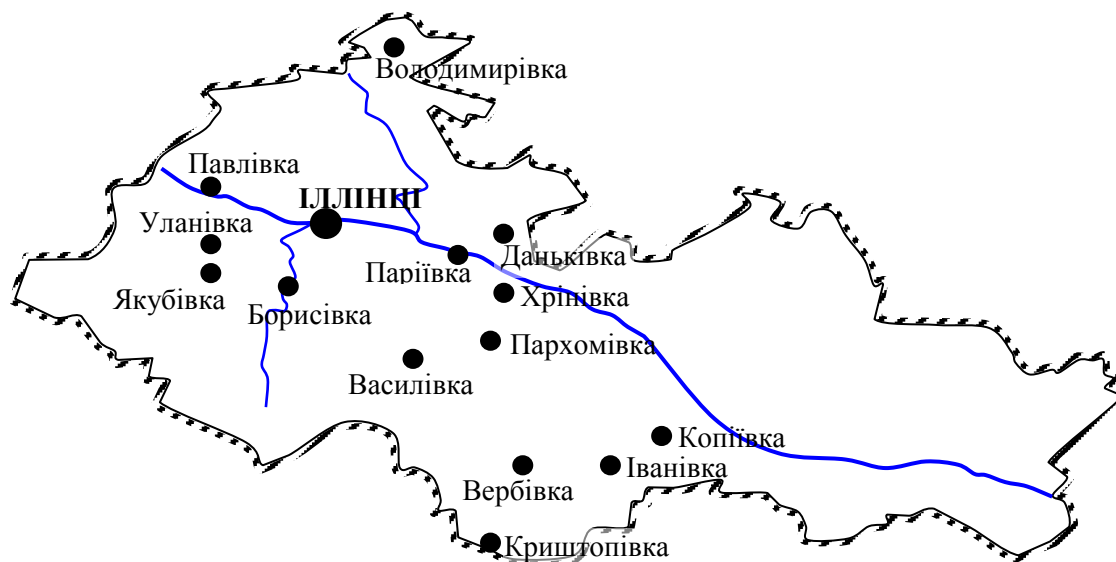 Володимирівка
Павлівка
ІЛЛІНЦІ
Уланівка
Даньківка
Паріївка
Якубівка
Хрінівка
Борисівка
Пархомівка
Василівка
Копіївка
Іванівка
Вербівка
Криштопівка